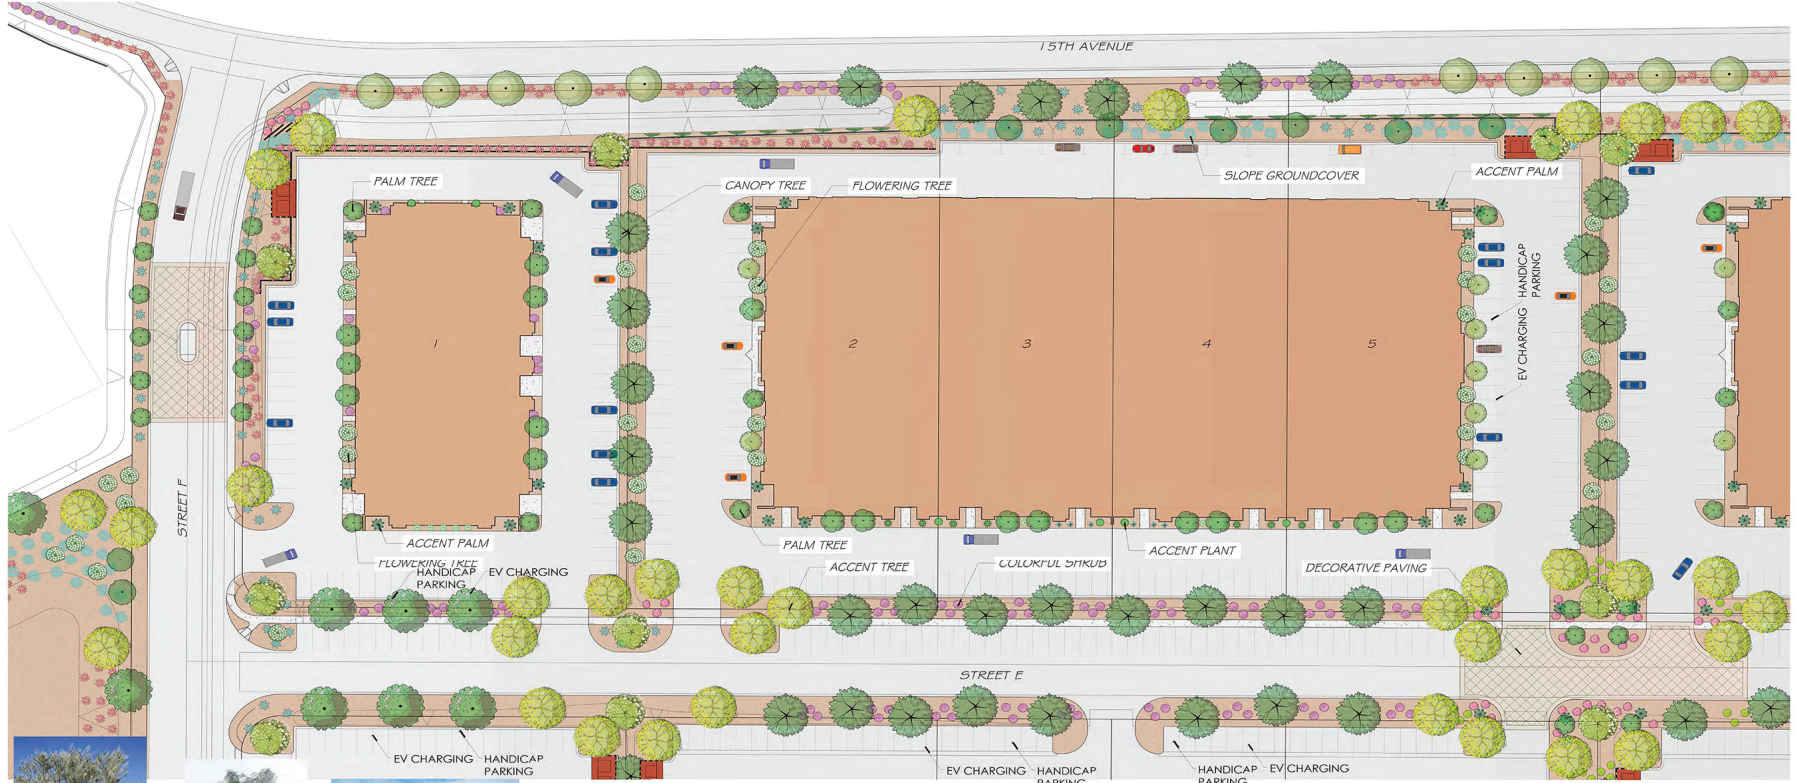 15TH AVENUE
PALM TREE
CANOPY TREE
FLOWERING TREE
SLOPE GROUNDCOVER
ACCENT PALM
HANDICAP
PARKING
EV CHARGING
1
2
3
4
5
STREET F
ACCENT PALM
FLOWERING TREE
HANDICAP
PARKING
EV CHARGING
PALM TREE
ACCENT TREE
COLORFUL SHRUB
ACCENT PLANT
DECORATIVE PAVING
STREET E
EV CHARGING
HANDICAP
PARKING
EV CHARGING
HANDICAP
PARKING
HANDICAP
PARKING
EV CHARGING